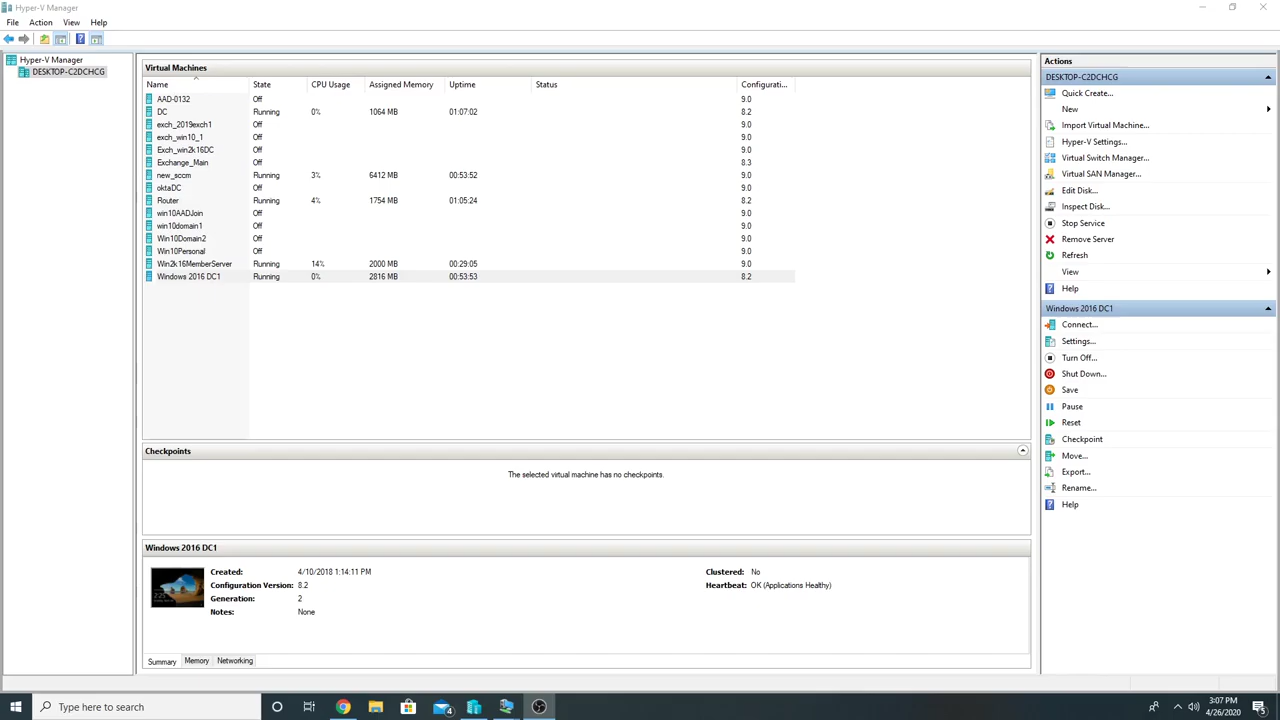 Hyper-V Manager
File Action View Help
Hyper-V Manager
DESKTOP-C2DCHCG
Virtual Machines
Name State CPU Usage Assigned Memory Uptime Status Configurati...
AAD-0132 Off 9.0
DC Running 0% 1064 MB 01:07:02 8.2
exch_2019exch1 Off 9.0
exch_win10_1 Off 9.0
Exch_win2k16DC Off 9.0
Exchange_Main Off 8.3
new_sccm Running 3% 6412 MB 00:53:52 9.0
oktaDC Off 9.0
Router Running 4% 1754 MB 01:05:24 8.2
win10AADJoin Off 9.0
win10domain1 Off 9.0
Win10Domain2 Off 9.0
Win10Personal Off 9.0
Win2k16MemberServer Running 14% 2000 MB 00:29:05 9.0
Windows 2016 DC1 Running 0% 2816 MB 00:53:53 8.2
Checkpoints
The selected virtual machine has no checkpoints.
Windows 2016 DC1
Created: 4/10/2018 1:14:11 PM Clustered: No
Configuration Version: 8.2 Heartbeat: OK (Applications Healthy)
Generation: 2
Notes: None
Summary Memory Networking
Actions
DESKTOP-C2DCHCG
Quick Create...
New
Import Virtual Machine...
Hyper-V Settings...
Virtual Switch Manager...
Virtual SAN Manager...
Edit Disk...
Inspect Disk...
Stop Service
Remove Server
Refresh
View
Help
Windows 2016 DC1
Connect...
Settings...
Turn Off...
Shut Down...
Save
Pause
Reset
Checkpoint
Move...
Export...
Rename...
Help
Type here to search
4
3:07 PM
4/26/2020
5